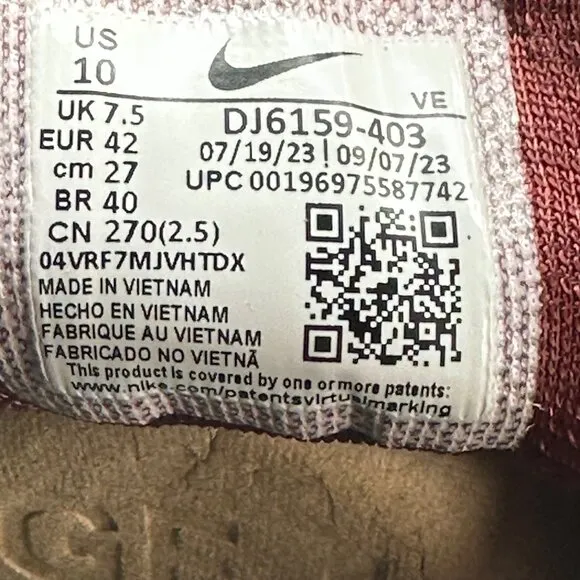 US
10
VE
UK 7.5
EUR 42
cm 27
BR 40
CN 270(2.5)
DJ6159-403
07/19/23 | 09/07/23
UPC 00196975587742
04VRF7MJVHTDX
MADE IN VIETNAM
HECHO EN VIETNAM
FABRIQUE AU VIETNAM
FABRICADO NO VIETNÃ
This product is covered by one or more patents:
www.nike.com/patentsvirtualmarking